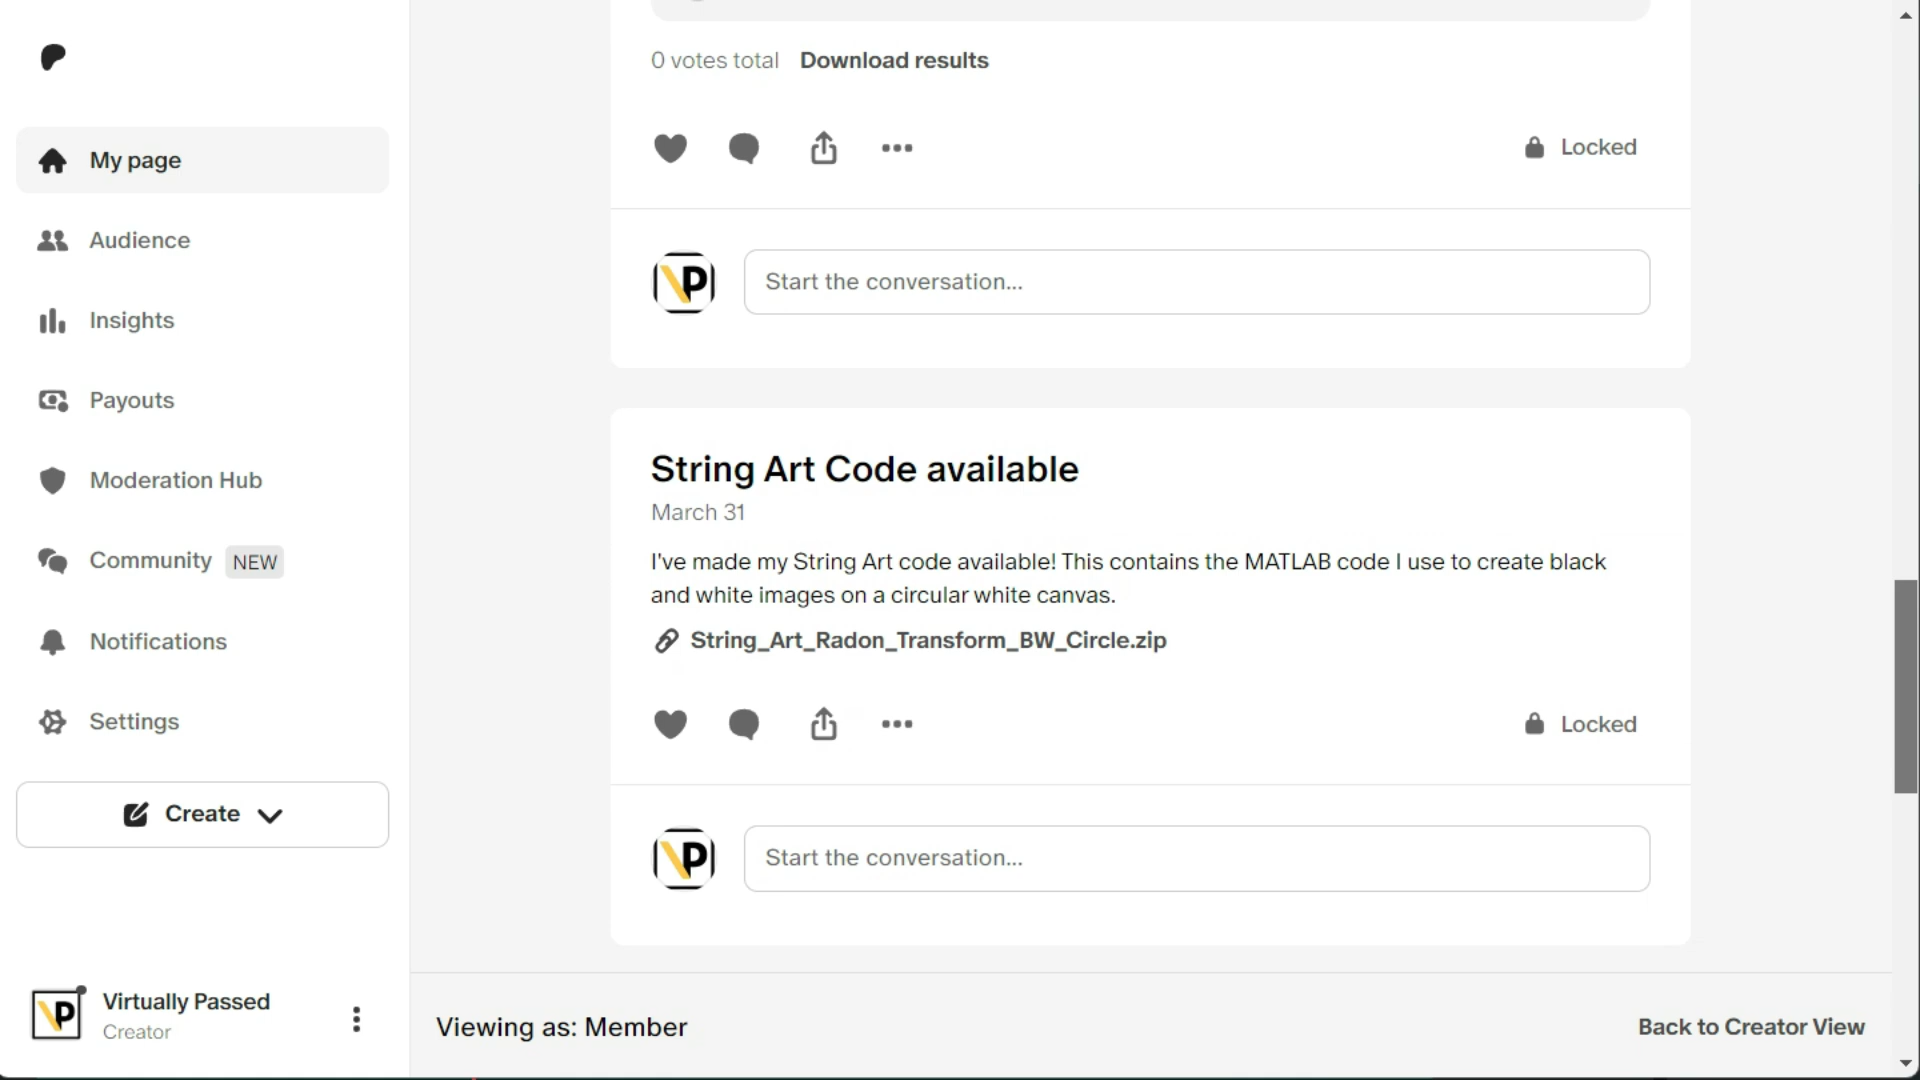 My page
Audience
Insights
Payouts
Moderation Hub
Community NEW
Notifications
Settings
Create
VP Virtually Passed
Creator
0 votes total Download results
Locked
VP Start the conversation...
String Art Code available
March 31
I've made my String Art code available! This contains the MATLAB code I use to create black
and white images on a circular white canvas.
String_Art_Radon_Transform_BW_Circle.zip
Locked
VP Start the conversation...
Viewing as: Member Back to Creator View